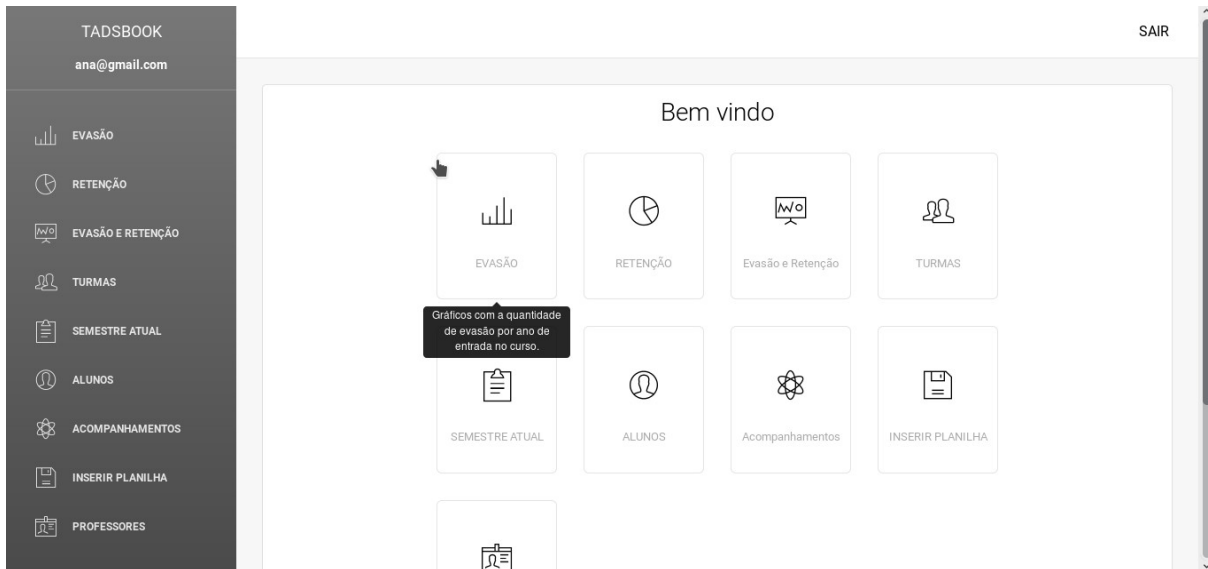 TADSBOOK
ana@gmail.com
EVASÃO
RETENÇÃO
EVASÃO E RETENÇÃO
TURMAS
SEMESTRE ATUAL
ALUNOS
ACOMPANHAMENTOS
INSERIR PLANILHA
PROFESSORES
SAIR
Bem vindo
EVASÃO
RETENÇÃO
Evasão e Retenção
TURMAS
Gráficos com a quantidade
de evasão por ano de
entrada no curso.
SEMESTRE ATUAL
ALUNOS
Acompanhamentos
INSERIR PLANILHA